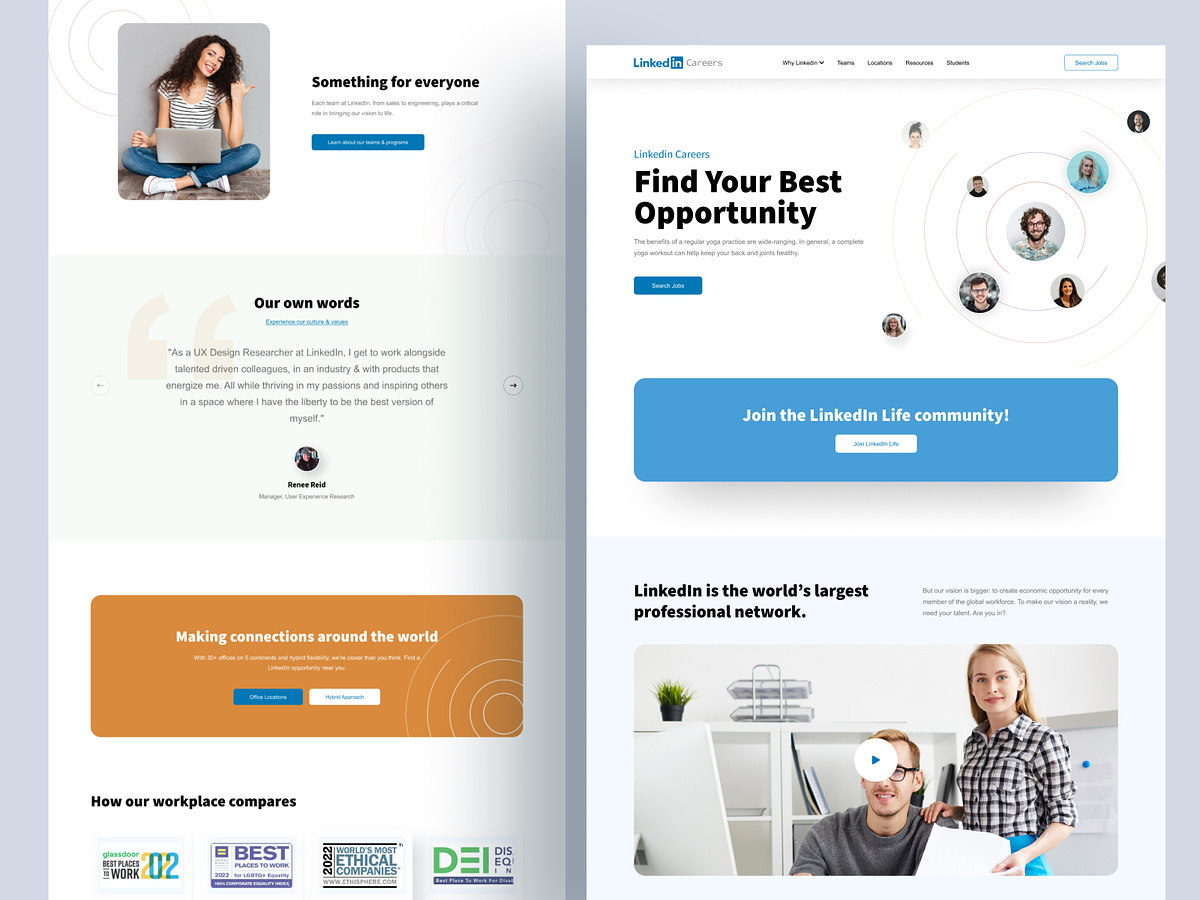 Something for everyone
Each team at Linkedin, from sales to engineering, plays a critical
role in bringing our vision to life.
Learn about our teams & programs
Our own words
Experience our culture & values
"As a UX Design Researcher at LinkedIn, I get to work alongside
talented driven colleagues, in an industry & with products that
energize me. All while thriving in my passions and inspiring others
in a space where I have the liberty to be the best version of
myself."
Renee Reid
Manager, User Experience Research
Making connections around the world
With 30+ offices on 5 continents and hybrid flexibility, we're closer than you think. Find a
LinkedIn opportunity near you.
Office Locations
Hybrid Approach
How our workplace compares
glassdoor
BEST PLACES
TO WORK
2022
BEST
PLACES TO WORK
2022 for LGBTQ+ Equality
100% CORPORATE EQUALITY INDEX
2022
WORLD'S MOST
ETHICAL
COMPANIES
WWW.ETHISPHERE.COM
DEI
DIS
EQU
IN
Best Place To Work For Disab
Linkedin Careers
Why Linkedin
Teams
Locations
Resources
Students
Search Jobs
Linkedin Careers
Find Your Best
Opportunity
The benefits of a regular yoga practice are wide-ranging. In general, a complete
yoga workout can help keep your back and joints healthy.
Search Jobs
Join the LinkedIn Life community!
Join LinkedIn Life
LinkedIn is the world's largest
professional network.
But our vision is bigger: to create economic opportunity for every
member of the global workforce. To make our vision a reality, we
need your talent. Are you in?